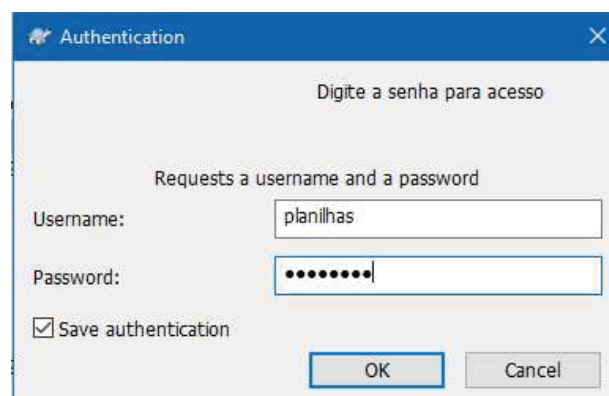 Authentication
Digite a senha para acesso
Requests a username and a password
Username:
planilhas
Password:
••••••••
Save authentication
OK
Cancel